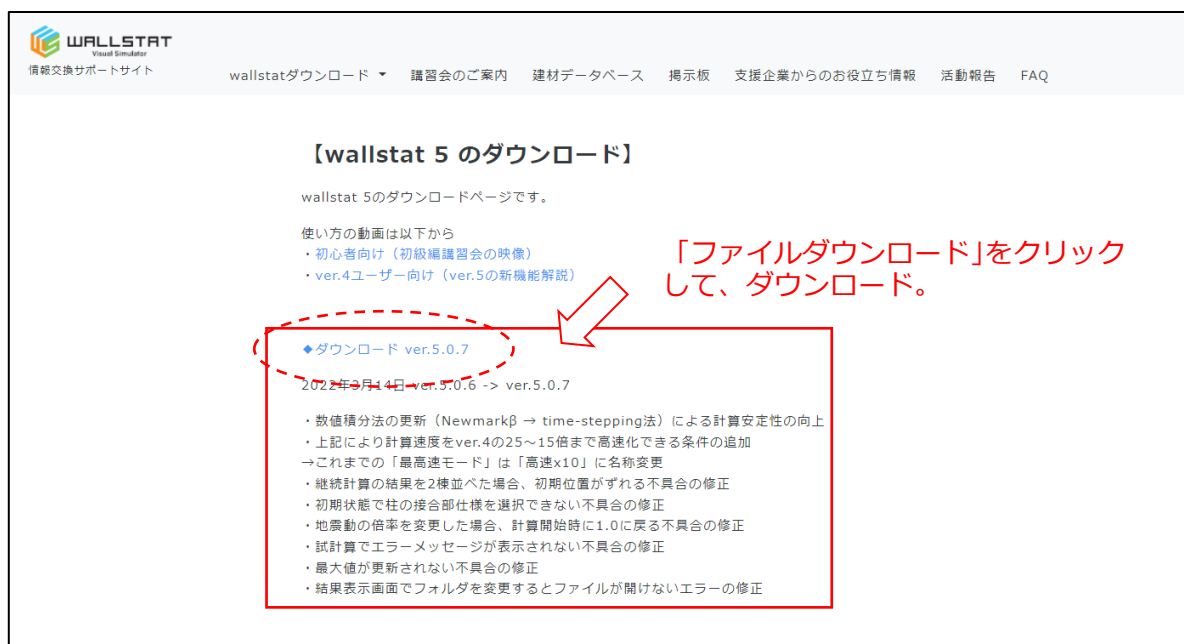 WALLSTAT
Visual Simulator
情報交換サポートサイト
wallstatダウンロード 講習会のご案内 建材データベース 掲示板 支援企業からのお役立ち情報 活動報告 FAQ
【wallstat 5 のダウンロード】
wallstat 5のダウンロードページです。
使い方の動画は以下から
・初心者向け（初級編講習会の映像）
・ver.4ユーザー向け（ver.5の新機能解説）
「ファイルダウンロード」をクリック
して、ダウンロード。
◆ダウンロード ver.5.0.7
2022年3月14日 ver.5.0.6 -> ver.5.0.7
・数値積分法の更新（Newmarkβ → time-stepping法）による計算安定性の向上
・上記により計算速度をver.4の25～15倍まで高速化できる条件の追加
→これまでの「最高速モード」は「高速x10」に名称変更
・継続計算の結果を2棟並べた場合、初期位置がずれる不具合の修正
・初期状態で柱の接合部仕様を選択できない不具合の修正
・地震動の倍率を変更した場合、計算開始時に1.0に戻る不具合の修正
・試計算でエラーメッセージが表示されない不具合の修正
・最大値が更新されない不具合の修正
・結果表示画面でフォルダを変更するとファイルが開けないエラーの修正